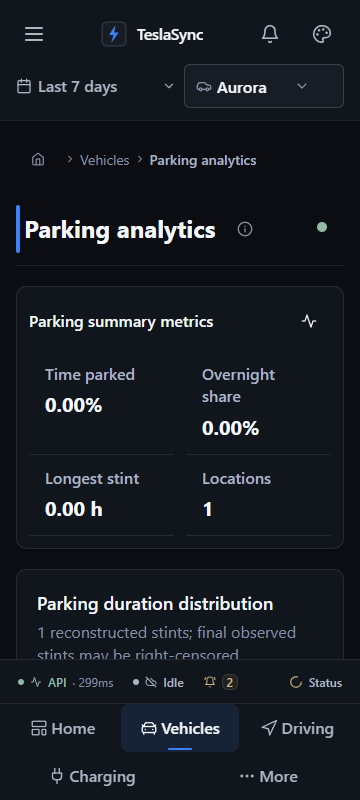 TeslaSync
Last 7 days
Aurora
Vehicles
Parking analytics
Parking analytics
Parking summary metrics
Time parked
0.00%
Overnight
share
0.00%
Longest stint
0.00 h
Locations
1
Parking duration distribution
1 reconstructed stints; final observed
stints may be right-censored
API · 299ms
Idle
2
Status
Home
Vehicles
Driving
Charging
More